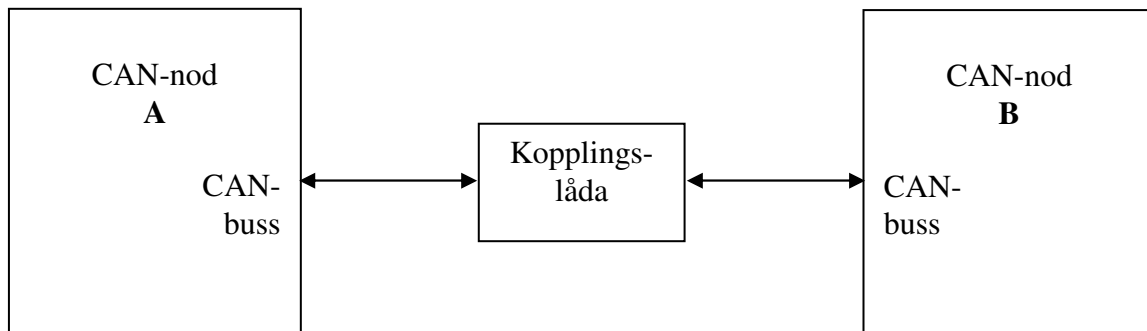 CAN-nod
A
CAN-
buss
Kopplings-
låda
CAN-nod
B
CAN-
buss